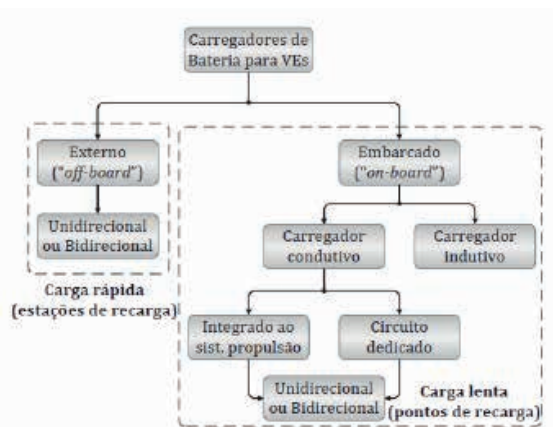 Carregadores de
Bateria para VEs
Externo
("off-board")
Embarcado
("on-board")
Unidirecional
ou Bidirecional
Carregador
condutivo
Carregador
indutivo
Carga rápida
(estações de recarga)
Integrado ao
sist. propulsão
Circuito
dedicado
Unidirecional
ou Bidirecional
Carga lenta
(pontos de recarga)